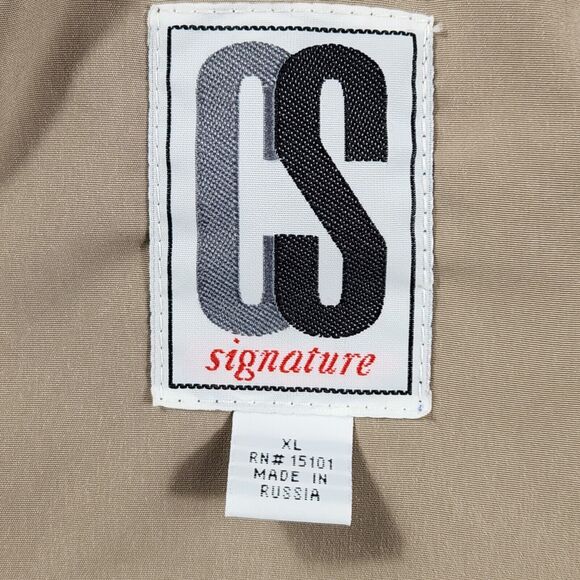 CS
signature
XL
RN# 15101
MADE IN
RUSSIA